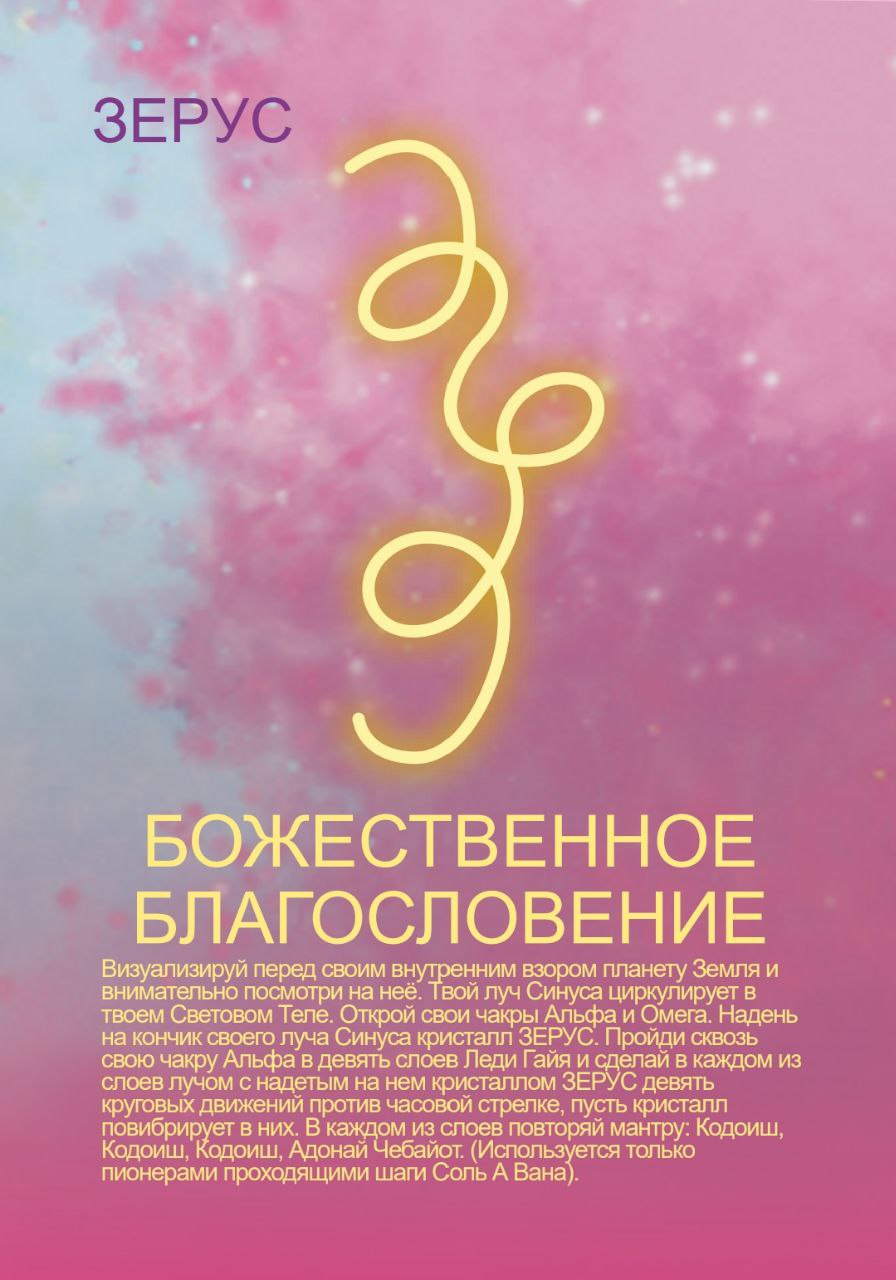 ЗЕРУС
БОЖЕСТВЕННОЕ
БЛАГОСЛОВЕНИЕ
Визуализируй перед своим внутренним взором планету Земля и
внимательно посмотри на неё. Твой луч Синуса циркулирует в
твоем Световом Теле. Открой свои чакры Альфа и Омега. Надень
на кончик своего луча Синуса кристалл ЗЕРУС. Пройди сквозь
свою чакру Альфа в девять слоев Леди Гайя и сделай в каждом из
слоев лучом с надетым на нем кристаллом ЗЕРУС девять
круговых движений против часовой стрелке, пусть кристалл
повибрирует в них. В каждом из слоев повторяй мантру: Кодоиш,
Кодоиш, Кодоиш, Адонай Чебайот. (Используется только
пионерами проходящими шаги Соль А Вана).